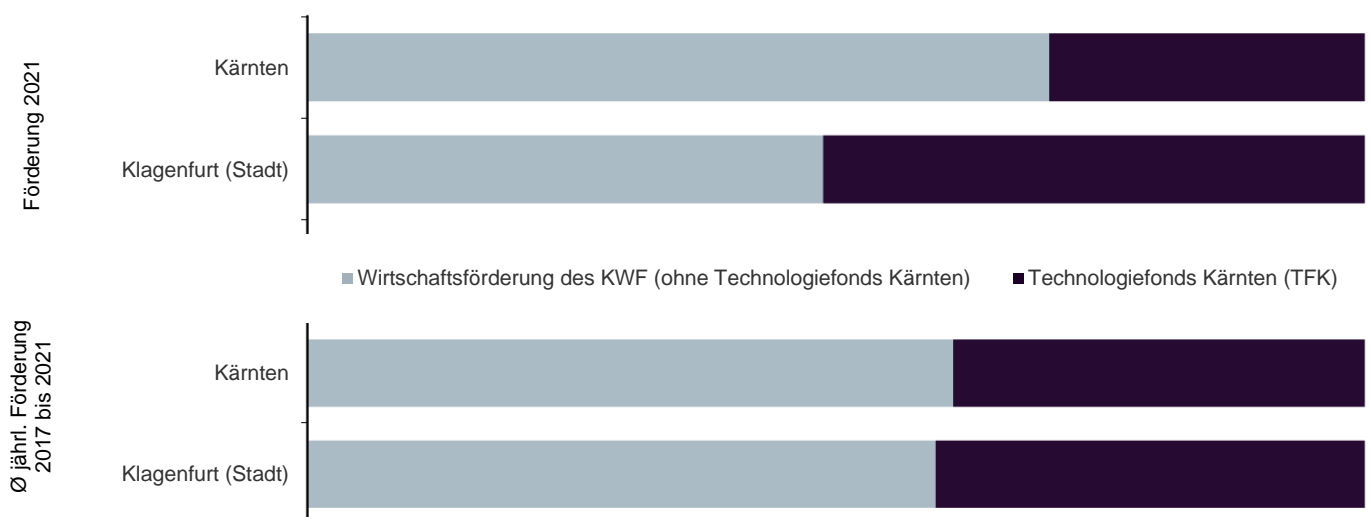 Förderung 2021
Kärnten
Klagenfurt (Stadt)
Wirtschaftsförderung des KWF (ohne Technologiefonds Kärnten)
Technologiefonds Kärnten (TFK)
Ø jährl. Förderung
2017 bis 2021
Kärnten
Klagenfurt (Stadt)